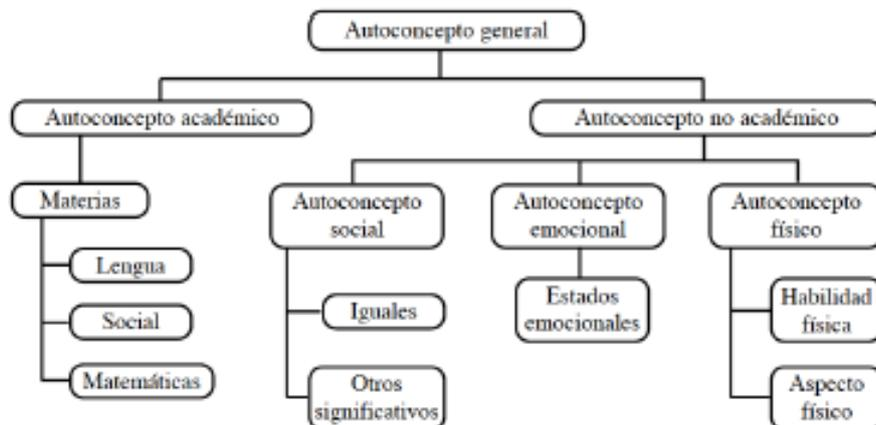 Autoconcepto general
Autoconcepto académico
Autoconcepto no académico
Materias
Lengua
Social
Matemáticas
Autoconcepto
social
Iguales
Otros
significativos
Autoconcepto
emocional
Estados
emocionales
Autoconcepto
físico
Habilidad
física
Aspecto
físico